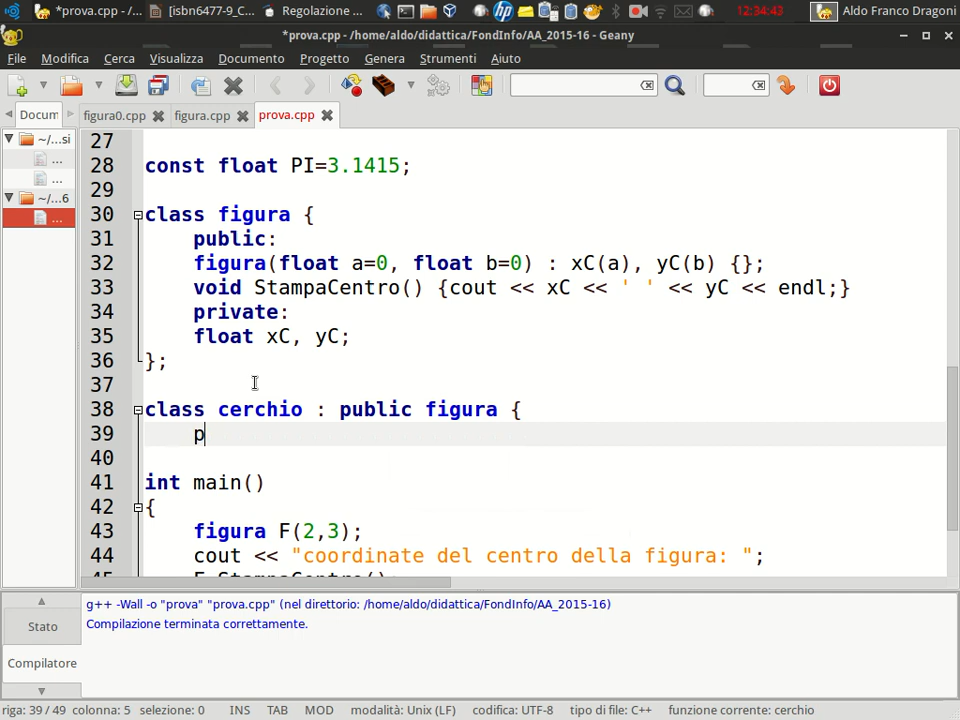 *prova.cpp - /...
[isbn6477-9_C...
Regolazione ...
12:34:43
Aldo Franco Dragoni
*prova.cpp - /home/aldo/didattica/FondInfo/AA_2015-16 - Geany
File Modifica Cerca Visualizza Documento Progetto Genera Strumenti Aiuto
Docum
figura0.cpp figura.cpp prova.cpp
~/...si
...
...
~/...6
...
27
28 const float PI=3.1415;
29
30 class figura {
31 public:
32 figura(float a=0, float b=0) : xC(a), yC(b) {};
33 void StampaCentro() {cout << xC << ' ' << yC << endl;}
34 private:
35 float xC, yC;
36 };
37
38 class cerchio : public figura {
39 p
40
41 int main()
42 {
43 figura F(2,3);
44 cout << "coordinate del centro della figura: ";
Stato
Compilatore
g++ -Wall -o "prova" "prova.cpp" (nel direttorio: /home/aldo/didattica/FondInfo/AA_2015-16)
Compilazione terminata correttamente.
riga: 39 / 49 colonna: 5 selezione: 0 INS TAB MOD modalità: Unix (LF) codifica: UTF-8 tipo di file: C++ funzione corrente: cerchio